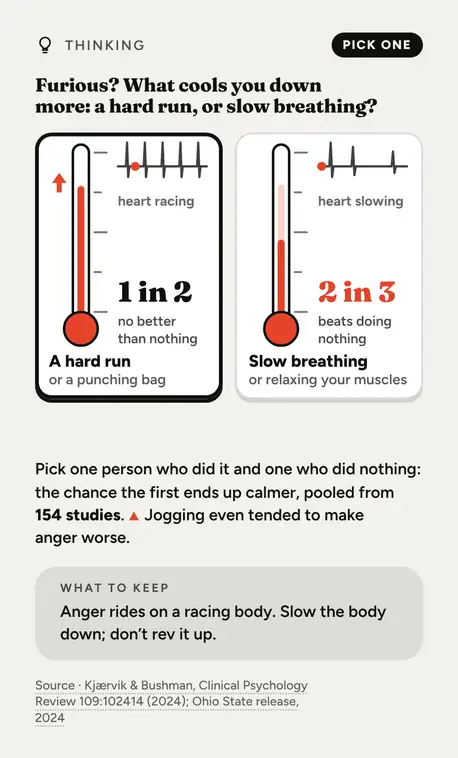 THINKING
PICK ONE
Furious? What cools you down
more: a hard run, or slow breathing?
heart racing
1 in 2
no better
than nothing
A hard run
or a punching bag
heart slowing
2 in 3
beats doing
nothing
Slow breathing
or relaxing your muscles
Pick one person who did it and one who did nothing:
the chance the first ends up calmer, pooled from
154 studies. ▲ Jogging even tended to make
anger worse.
WHAT TO KEEP
Anger rides on a racing body. Slow the body
down; don’t rev it up.
Source · Kjærvik & Bushman, Clinical Psychology
Review 109:102414 (2024); Ohio State release,
2024